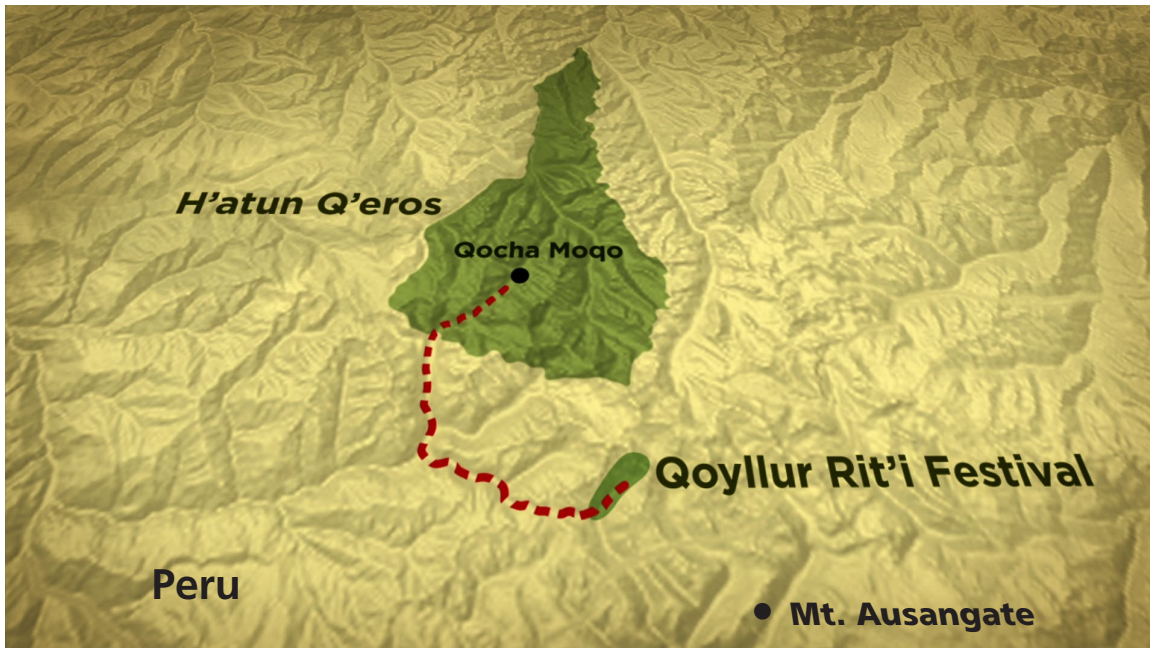 H'atun Q'eros
Qocha Moqo
Qoyllur Rit'i Festival
Peru
Mt. Ausangate